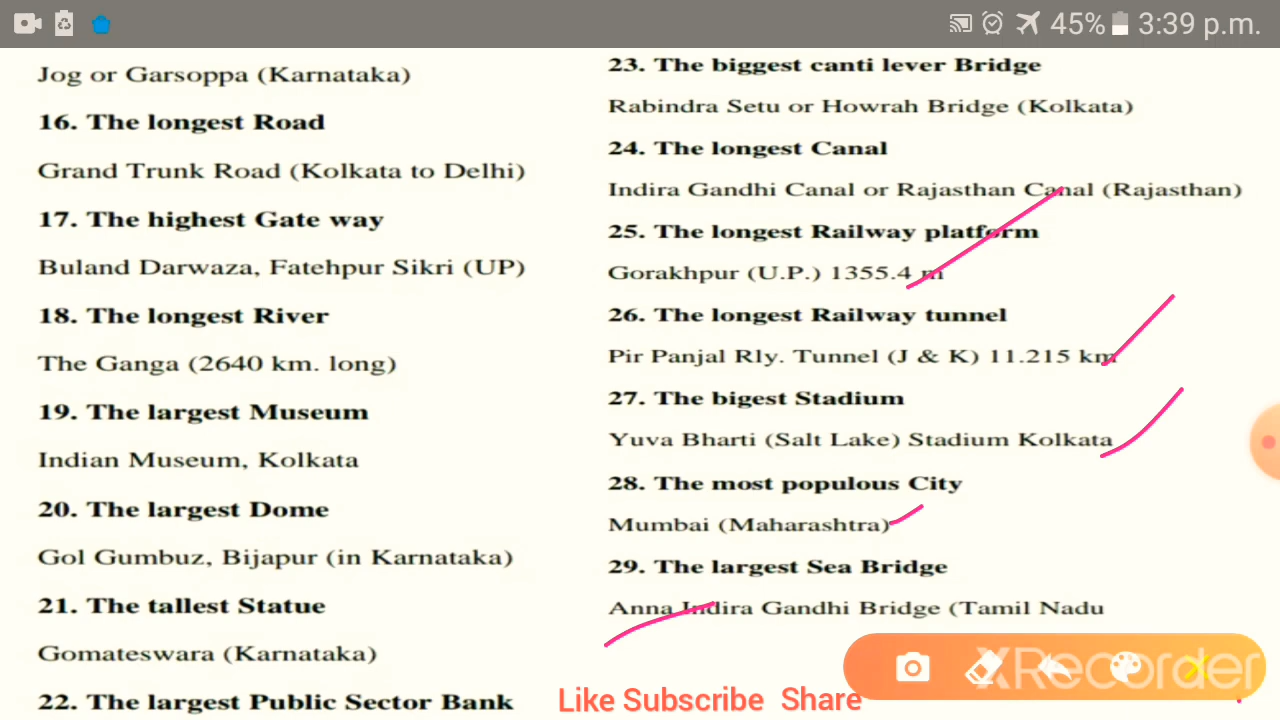 45% 3:39 p.m.
Jog or Garsoppa (Karnataka)
16. The longest Road
Grand Trunk Road (Kolkata to Delhi)
17. The highest Gate way
Buland Darwaza, Fatehpur Sikri (UP)
18. The longest River
The Ganga (2640 km. long)
19. The largest Museum
Indian Museum, Kolkata
20. The largest Dome
Gol Gumbuz, Bijapur (in Karnataka)
21. The tallest Statue
Gomateswara (Karnataka)
22. The largest Public Sector Bank
23. The biggest canti lever Bridge
Rabindra Setu or Howrah Bridge (Kolkata)
24. The longest Canal
Indira Gandhi Canal or Rajasthan Canal (Rajasthan)
25. The longest Railway platform
Gorakhpur (U.P.) 1355.4 m
26. The longest Railway tunnel
Pir Panjal Rly. Tunnel (J & K) 11.215 km
27. The bigest Stadium
Yuva Bharti (Salt Lake) Stadium Kolkata
28. The most populous City
Mumbai (Maharashtra)
29. The largest Sea Bridge
Anna Indira Gandhi Bridge (Tamil Nadu
Like Subscribe Share
XRecorder